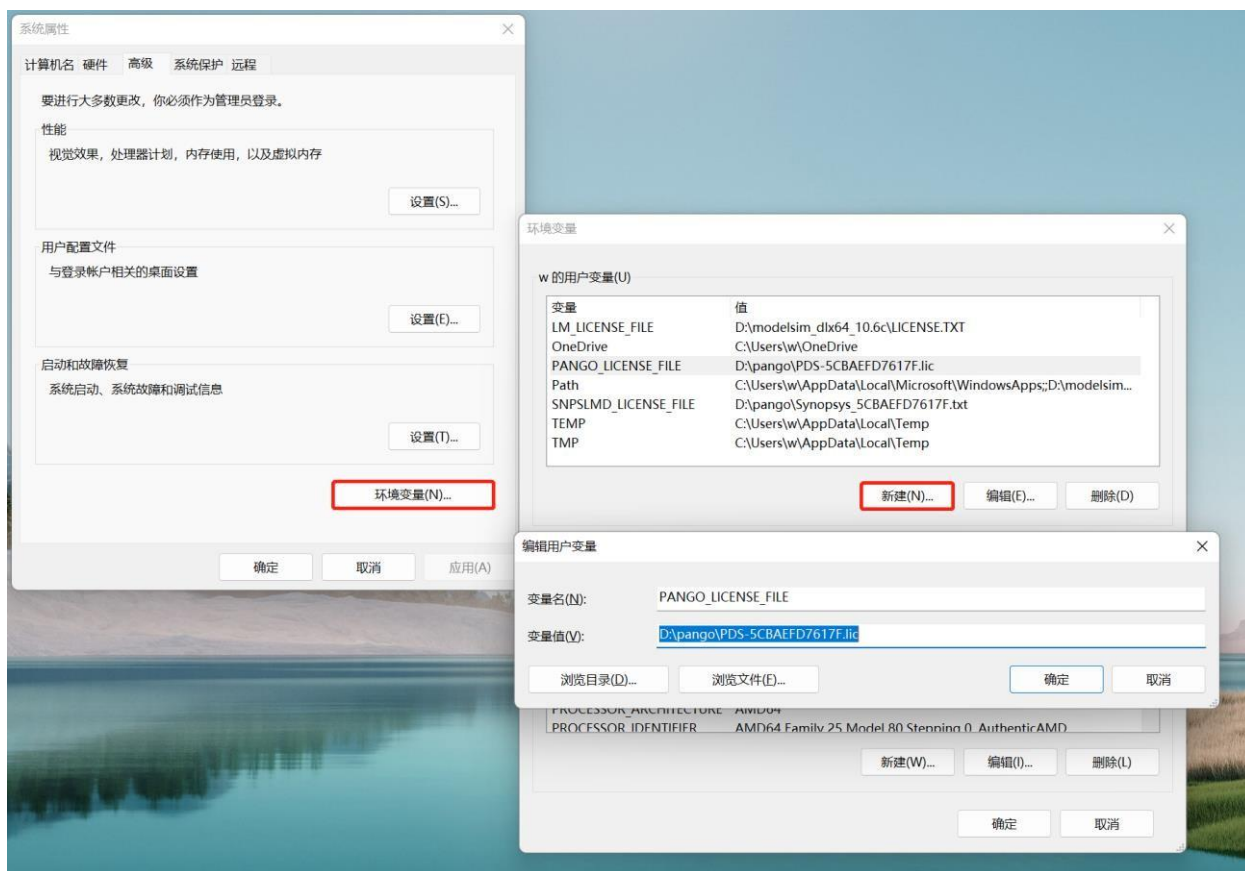 系统属性
计算机名 硬件 高级 系统保护 远程
要进行大多数更改，你必须作为管理员登录。
性能
视觉效果，处理器计划，内存使用，以及虚拟内存
设置(S)...
用户配置文件
与登录帐户相关的桌面设置
设置(E)...
启动和故障恢复
系统启动、系统故障和调试信息
设置(T)...
环境变量(N)...
确定 取消 应用(A)
环境变量
w 的用户变量(U)
变量 值
LM_LICENSE_FILE D:\modelsim_dlx64_10.6c\LICENSE.TXT
OneDrive C:\Users\w\OneDrive
PANGO_LICENSE_FILE D:\pango\PDS-5CBAEFD7617F.lic
Path C:\Users\w\AppData\Local\Microsoft\WindowsApps;;D:\modelsim...
SNPSLMD_LICENSE_FILE D:\pango\Synopsys_5CBAEFD7617F.txt
TEMP C:\Users\w\AppData\Local\Temp
TMP C:\Users\w\AppData\Local\Temp
新建(N)... 编辑(E)... 删除(D)
编辑用户变量
变量名(N): PANGO_LICENSE_FILE
变量值(V): D:\pango\PDS-5CBAEFD7617F.lic
浏览目录(D)... 浏览文件(F)... 确定 取消
PROCESSOR_ARCHITECTURE AMD64
PROCESSOR_IDENTIFIER AMD64 Family 25 Model 80 Stepping 0, AuthenticAMD
新建(W)... 编辑(I)... 删除(L)
确定 取消